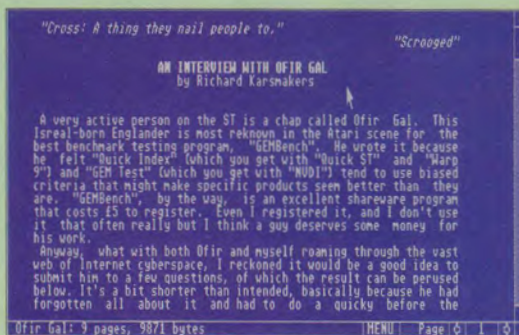 "Cross: A thing they nail people to."
"Scrooged"
AN INTERVIEW WITH OFIR GAL
by Richard Karsmakers
A very active person on the ST is a chap called Ofir Gal. This
Isreal-born Englander is most reknown in the Atari scene for the
best benchmark testing program, "GEMBench". He wrote it because
he felt "Quick Index" (which you get with "Quick ST" and "Warp
9") and "GEM Test" (which you get with "NVDI") tend to use biased
criteria that might make specific products seem better than they
are. "GEMBench", by the way, is an excellent shareware program
that costs £5 to register. Even I registered it, and I don't use
it that often really but I think a guy deserves some money for
his work.
Anyway, what with both Ofir and myself roaming through the vast
web of Internet cyberspace, I reckoned it would be a good idea to
submit him to a few questions, of which the result can be perused
below. It's a bit shorter than intended, basically because he had
forgotten all about it and had to do a quicky before the
Ofir Gal: 9 pages, 9871 bytes |MENU| Page